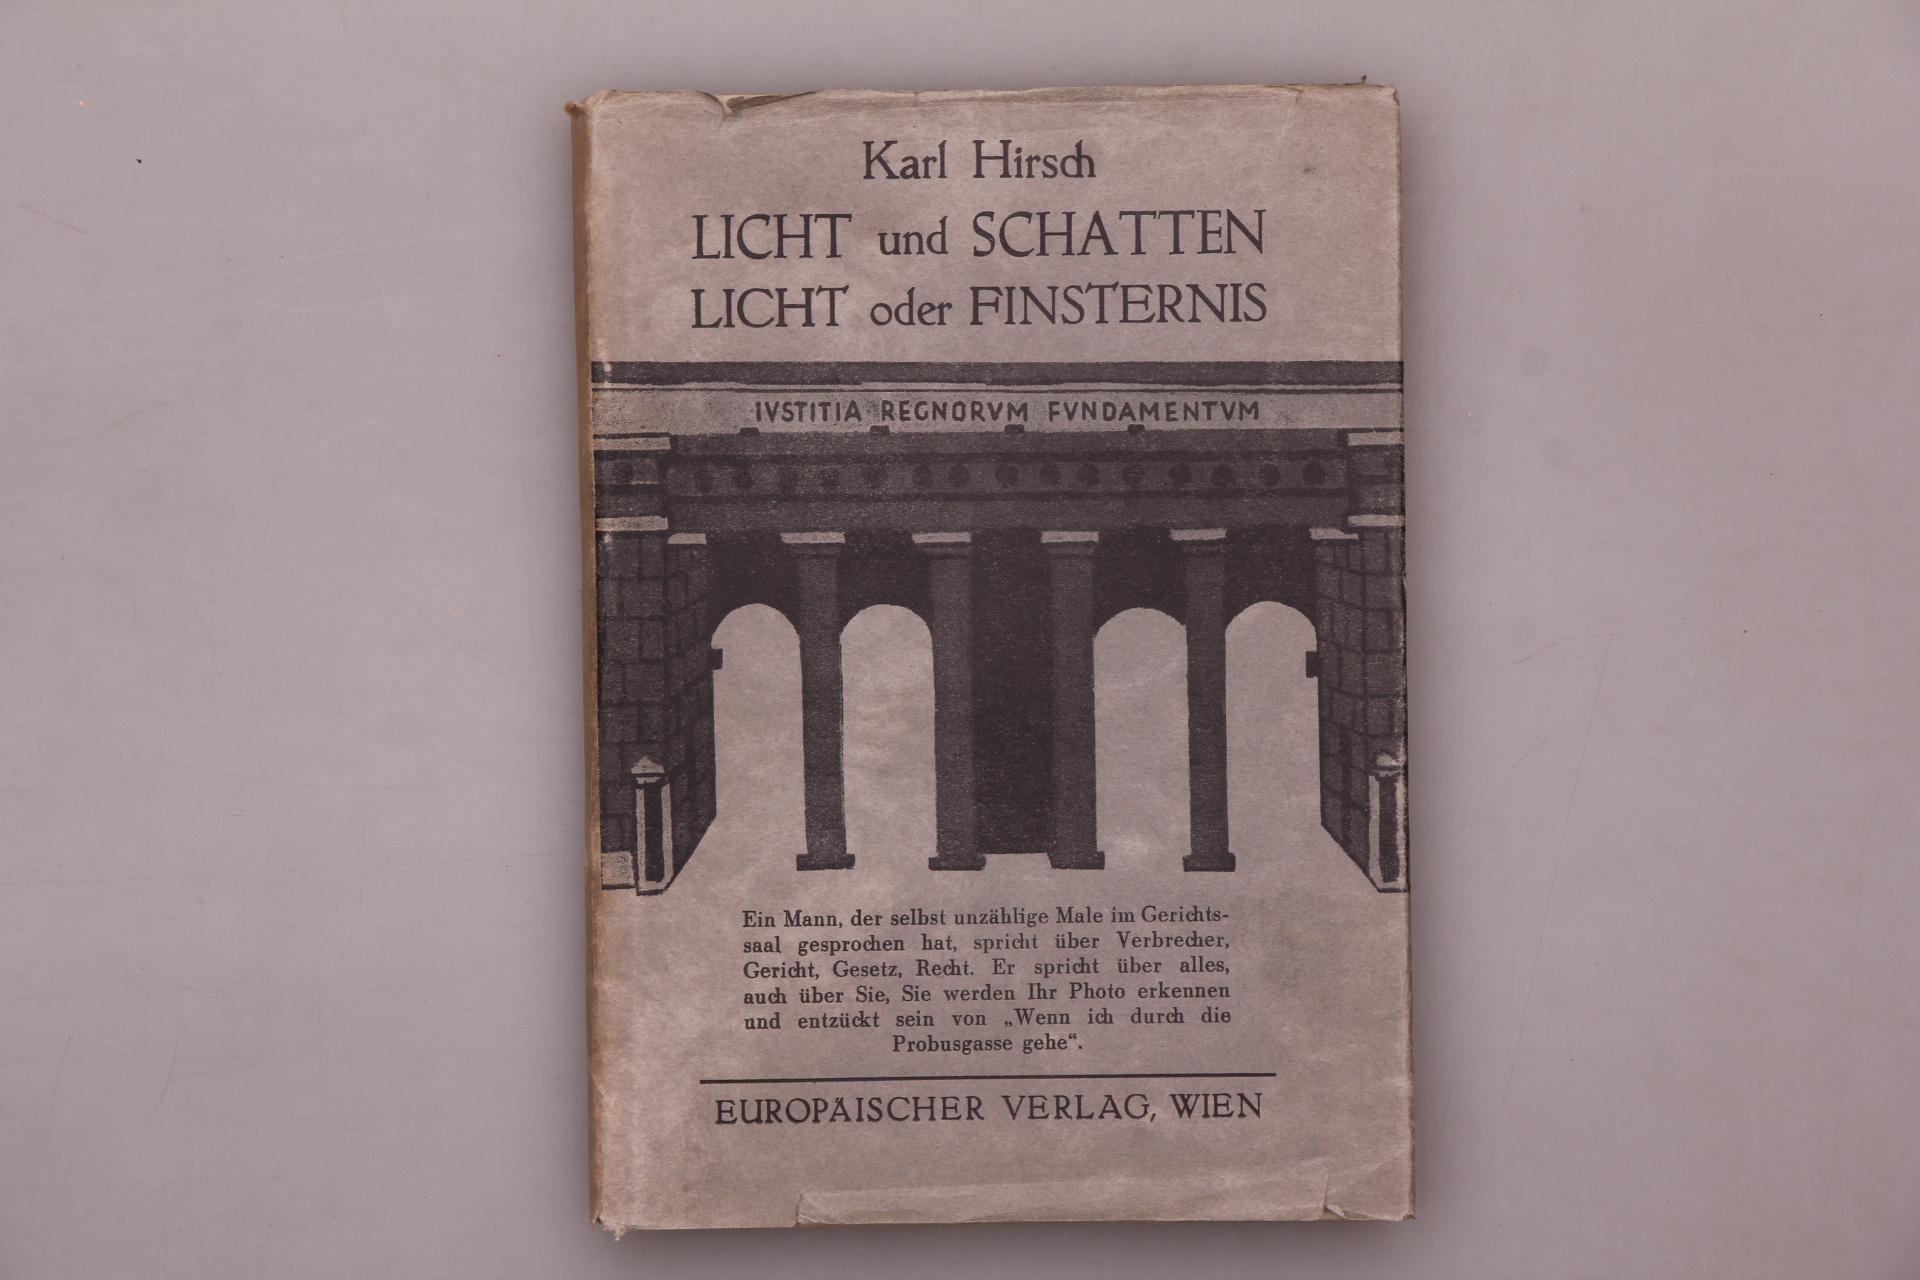 Karl Hirsch
LICHT und SCHATTEN
LICHT oder FINSTERNIS
IVSTITIA REGNORVM FVNDAMENTVM
Ein Mann, der selbst unzählige Male im Gerichts-
saal gesprochen hat, spricht über Verbrecher,
Gericht, Gesetz, Recht. Er spricht über alles,
auch über Sie, Sie werden Ihr Photo erkennen
und entzückt sein von „Wenn ich durch die
Probusgasse gehe“.
EUROPÄISCHER VERLAG, WIEN